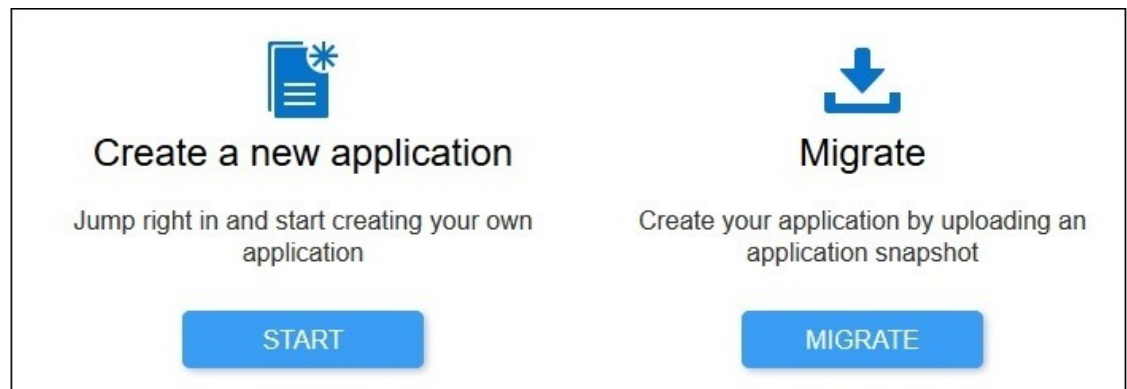 Create a new application
Jump right in and start creating your own
application
START
Migrate
Create your application by uploading an
application snapshot
MIGRATE